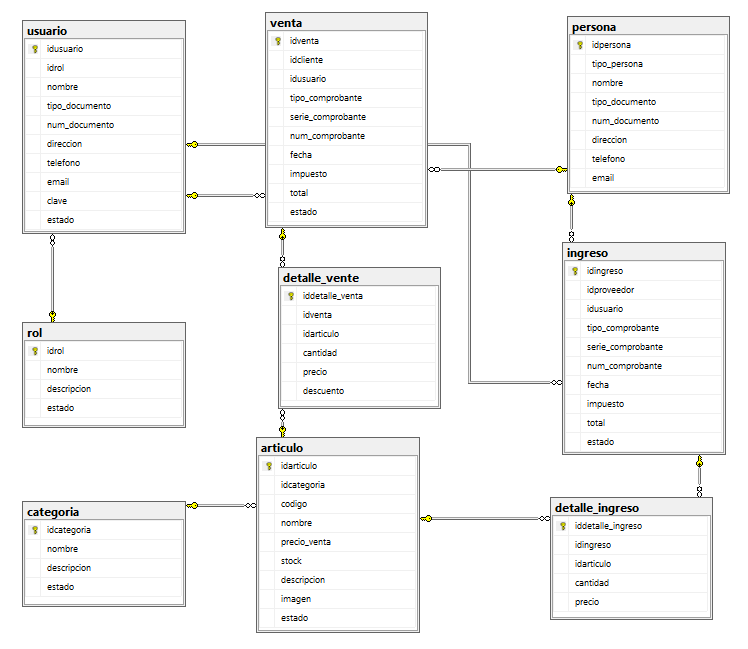 usuario
idusuario
idrol
nombre
tipo_documento
num_documento
direccion
telefono
email
clave
estado
venta
idventa
idcliente
idusuario
tipo_comprobante
serie_comprobante
num_comprobante
fecha
impuesto
total
estado
persona
idpersona
tipo_persona
nombre
tipo_documento
num_documento
direccion
telefono
email
detalle_vente
iddetalle_venta
idventa
idarticulo
cantidad
precio
descuento
ingreso
idingreso
idproveedor
idusuario
tipo_comprobante
serie_comprobante
num_comprobante
fecha
impuesto
total
estado
rol
idrol
nombre
descripcion
estado
articulo
idarticulo
idcategoria
codigo
nombre
precio_venta
stock
descripcion
imagen
estado
categoria
idcategoria
nombre
descripcion
estado
detalle_ingreso
iddetalle_ingreso
idingreso
idarticulo
cantidad
precio